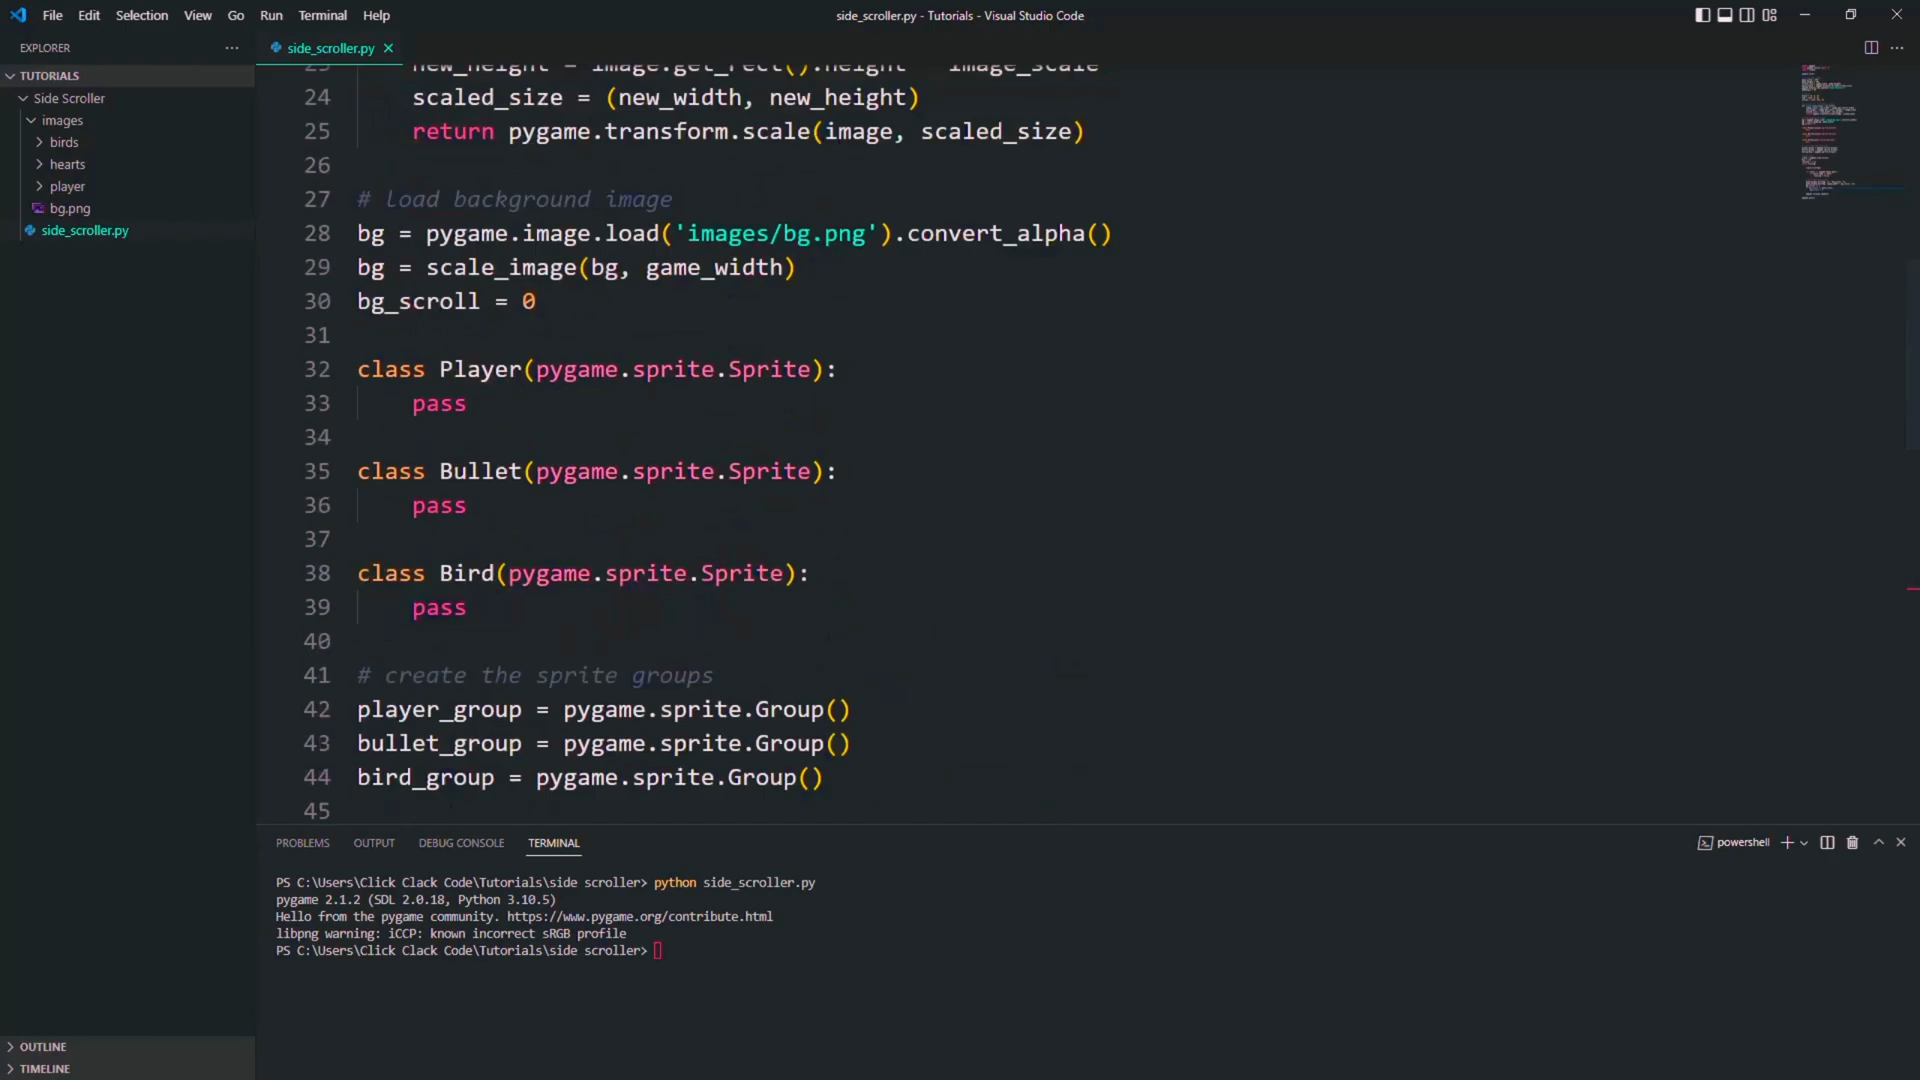 File Edit Selection View Go Run Terminal Help
side_scroller.py - Tutorials - Visual Studio Code
EXPLORER
TUTORIALS
Side Scroller
images
birds
hearts
player
bg.png
side_scroller.py
side_scroller.py
23 new_height = image.get_rect().height * image_scale
24 scaled_size = (new_width, new_height)
25 return pygame.transform.scale(image, scaled_size)
26
27 # load background image
28 bg = pygame.image.load('images/bg.png').convert_alpha()
29 bg = scale_image(bg, game_width)
30 bg_scroll = 0
31
32 class Player(pygame.sprite.Sprite):
33 pass
34
35 class Bullet(pygame.sprite.Sprite):
36 pass
37
38 class Bird(pygame.sprite.Sprite):
39 pass
40
41 # create the sprite groups
42 player_group = pygame.sprite.Group()
43 bullet_group = pygame.sprite.Group()
44 bird_group = pygame.sprite.Group()
45
PROBLEMS OUTPUT DEBUG CONSOLE TERMINAL
powershell
PS C:\Users\Click Clack Code\Tutorials\side scroller> python side_scroller.py
pygame 2.1.2 (SDL 2.0.18, Python 3.10.5)
Hello from the pygame community. https://www.pygame.org/contribute.html
libpng warning: iCCP: known incorrect sRGB profile
PS C:\Users\Click Clack Code\Tutorials\side scroller>
OUTLINE
TIMELINE